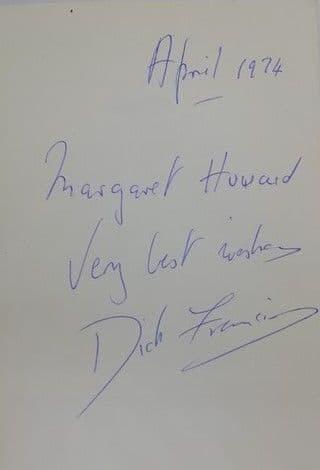 April 1974
Margaret Howard
Very best wishes
Dick Francis